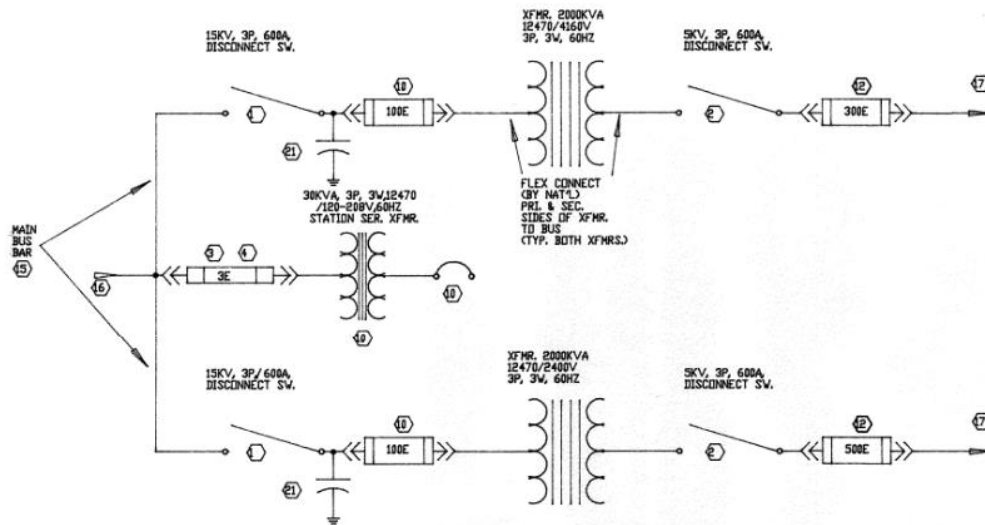 XFMR. 2000KVA
12470/4160V
3P, 3W, 60HZ
15KV, 3P, 600A,
DISCONNECT SW.
5KV, 3P, 600A,
DISCONNECT SW.
10
12
17
100E
300E
1
2
21
FLEX CONNECT
(BY NAT'L)
PRI. & SEC.
SIDES OF XFMR.
TO BUS
(TYP. BOTH XFMRS.)
30KVA, 3P, 3W,12470
/120-208V,60HZ
STATION SER. XFMR.
MAIN
BUS
BAR
15
16
3
4
3E
10
10
XFMR. 2000KVA
12470/2400V
3P, 3W, 60HZ
15KV, 3P, 600A,
DISCONNECT SW.
5KV, 3P, 600A,
DISCONNECT SW.
10
12
17
100E
500E
1
2
21